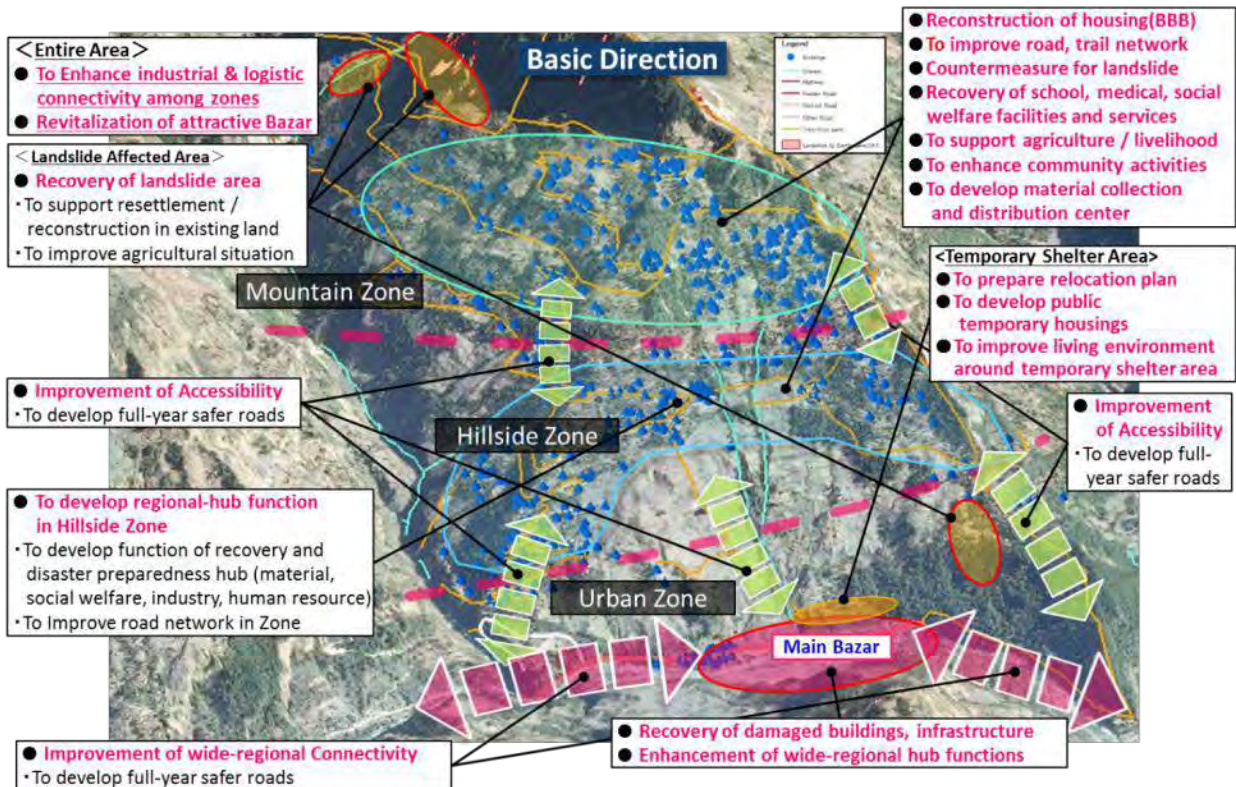 Basic Direction
<Entire Area>
● To Enhance industrial & logistic
connectivity among zones
● Revitalization of attractive Bazar
<Landslide Affected Area>
● Recovery of landslide area
・To support resettlement /
reconstruction in existing land
・To improve agricultural situation
Legend
Buildings
Highway
Feeder Road
District Road
Other Road
● Reconstruction of housing(BBB)
● To improve road, trail network
● Countermeasure for landslide
● Recovery of school, medical, social
welfare facilities and services
● To support agriculture / livelihood
● To enhance community activities
● To develop material collection
and distribution center
<Temporary Shelter Area>
● To prepare relocation plan
● To develop public
temporary housings
● To improve living environment
around temporary shelter area
Mountain Zone
● Improvement of Accessibility
・To develop full-year safer roads
Hillside Zone
● Improvement
of Accessibility
・To develop full-
year safer roads
● To develop regional-hub function
in Hillside Zone
・To develop function of recovery and
disaster preparedness hub (material,
social welfare, industry, human resource)
・To Improve road network in Zone
Urban Zone
Main Bazar
● Recovery of damaged buildings, infrastructure
● Enhancement of wide-regional hub functions
● Improvement of wide-regional Connectivity
・To develop full-year safer roads